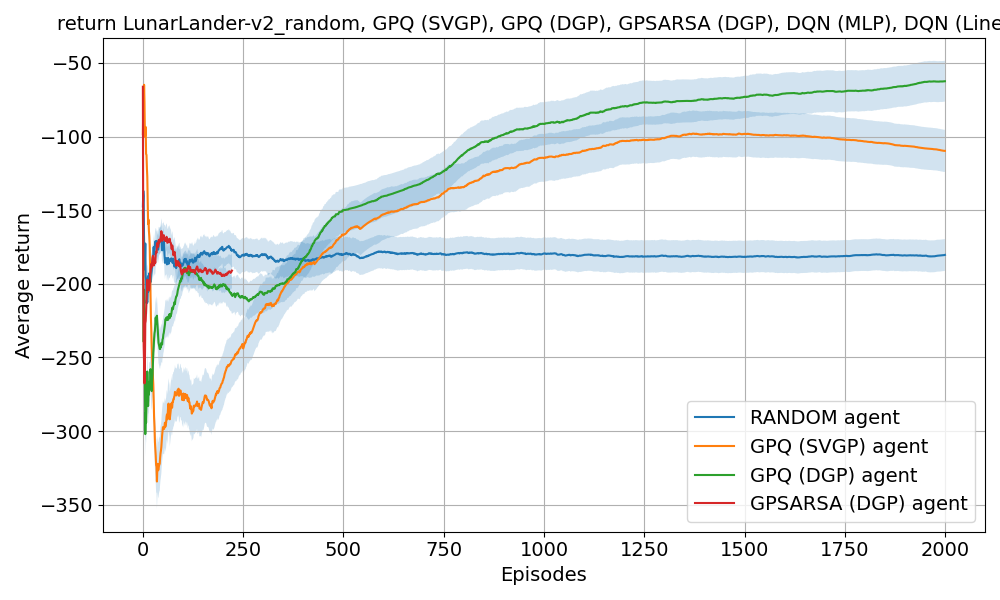 return LunarLander-v2_random, GPQ (SVGP), GPQ (DGP), GPSARSA (DGP), DQN (MLP), DQN (Line
Average return
−50
−100
−150
−200
−250
−300
−350
RANDOM agent
GPQ (SVGP) agent
GPQ (DGP) agent
GPSARSA (DGP) agent
0 250 500 750 1000 1250 1500 1750 2000
Episodes